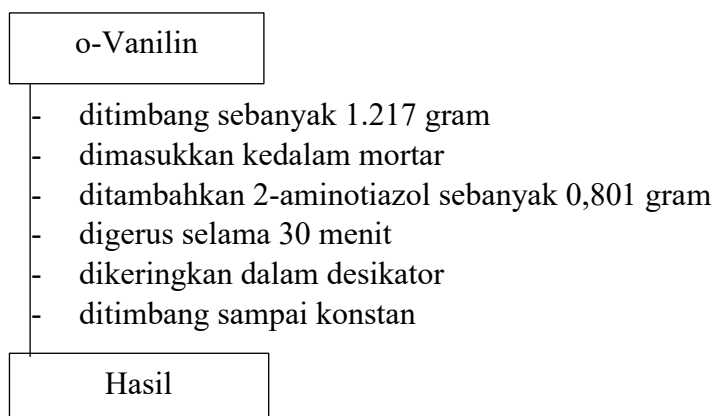 o-Vanilin
- ditimbang sebanyak 1.217 gram
- dimasukkan kedalam mortar
- ditambahkan 2-aminotiazol sebanyak 0,801 gram
- digerus selama 30 menit
- dikeringkan dalam desikator
- ditimbang sampai konstan
Hasil